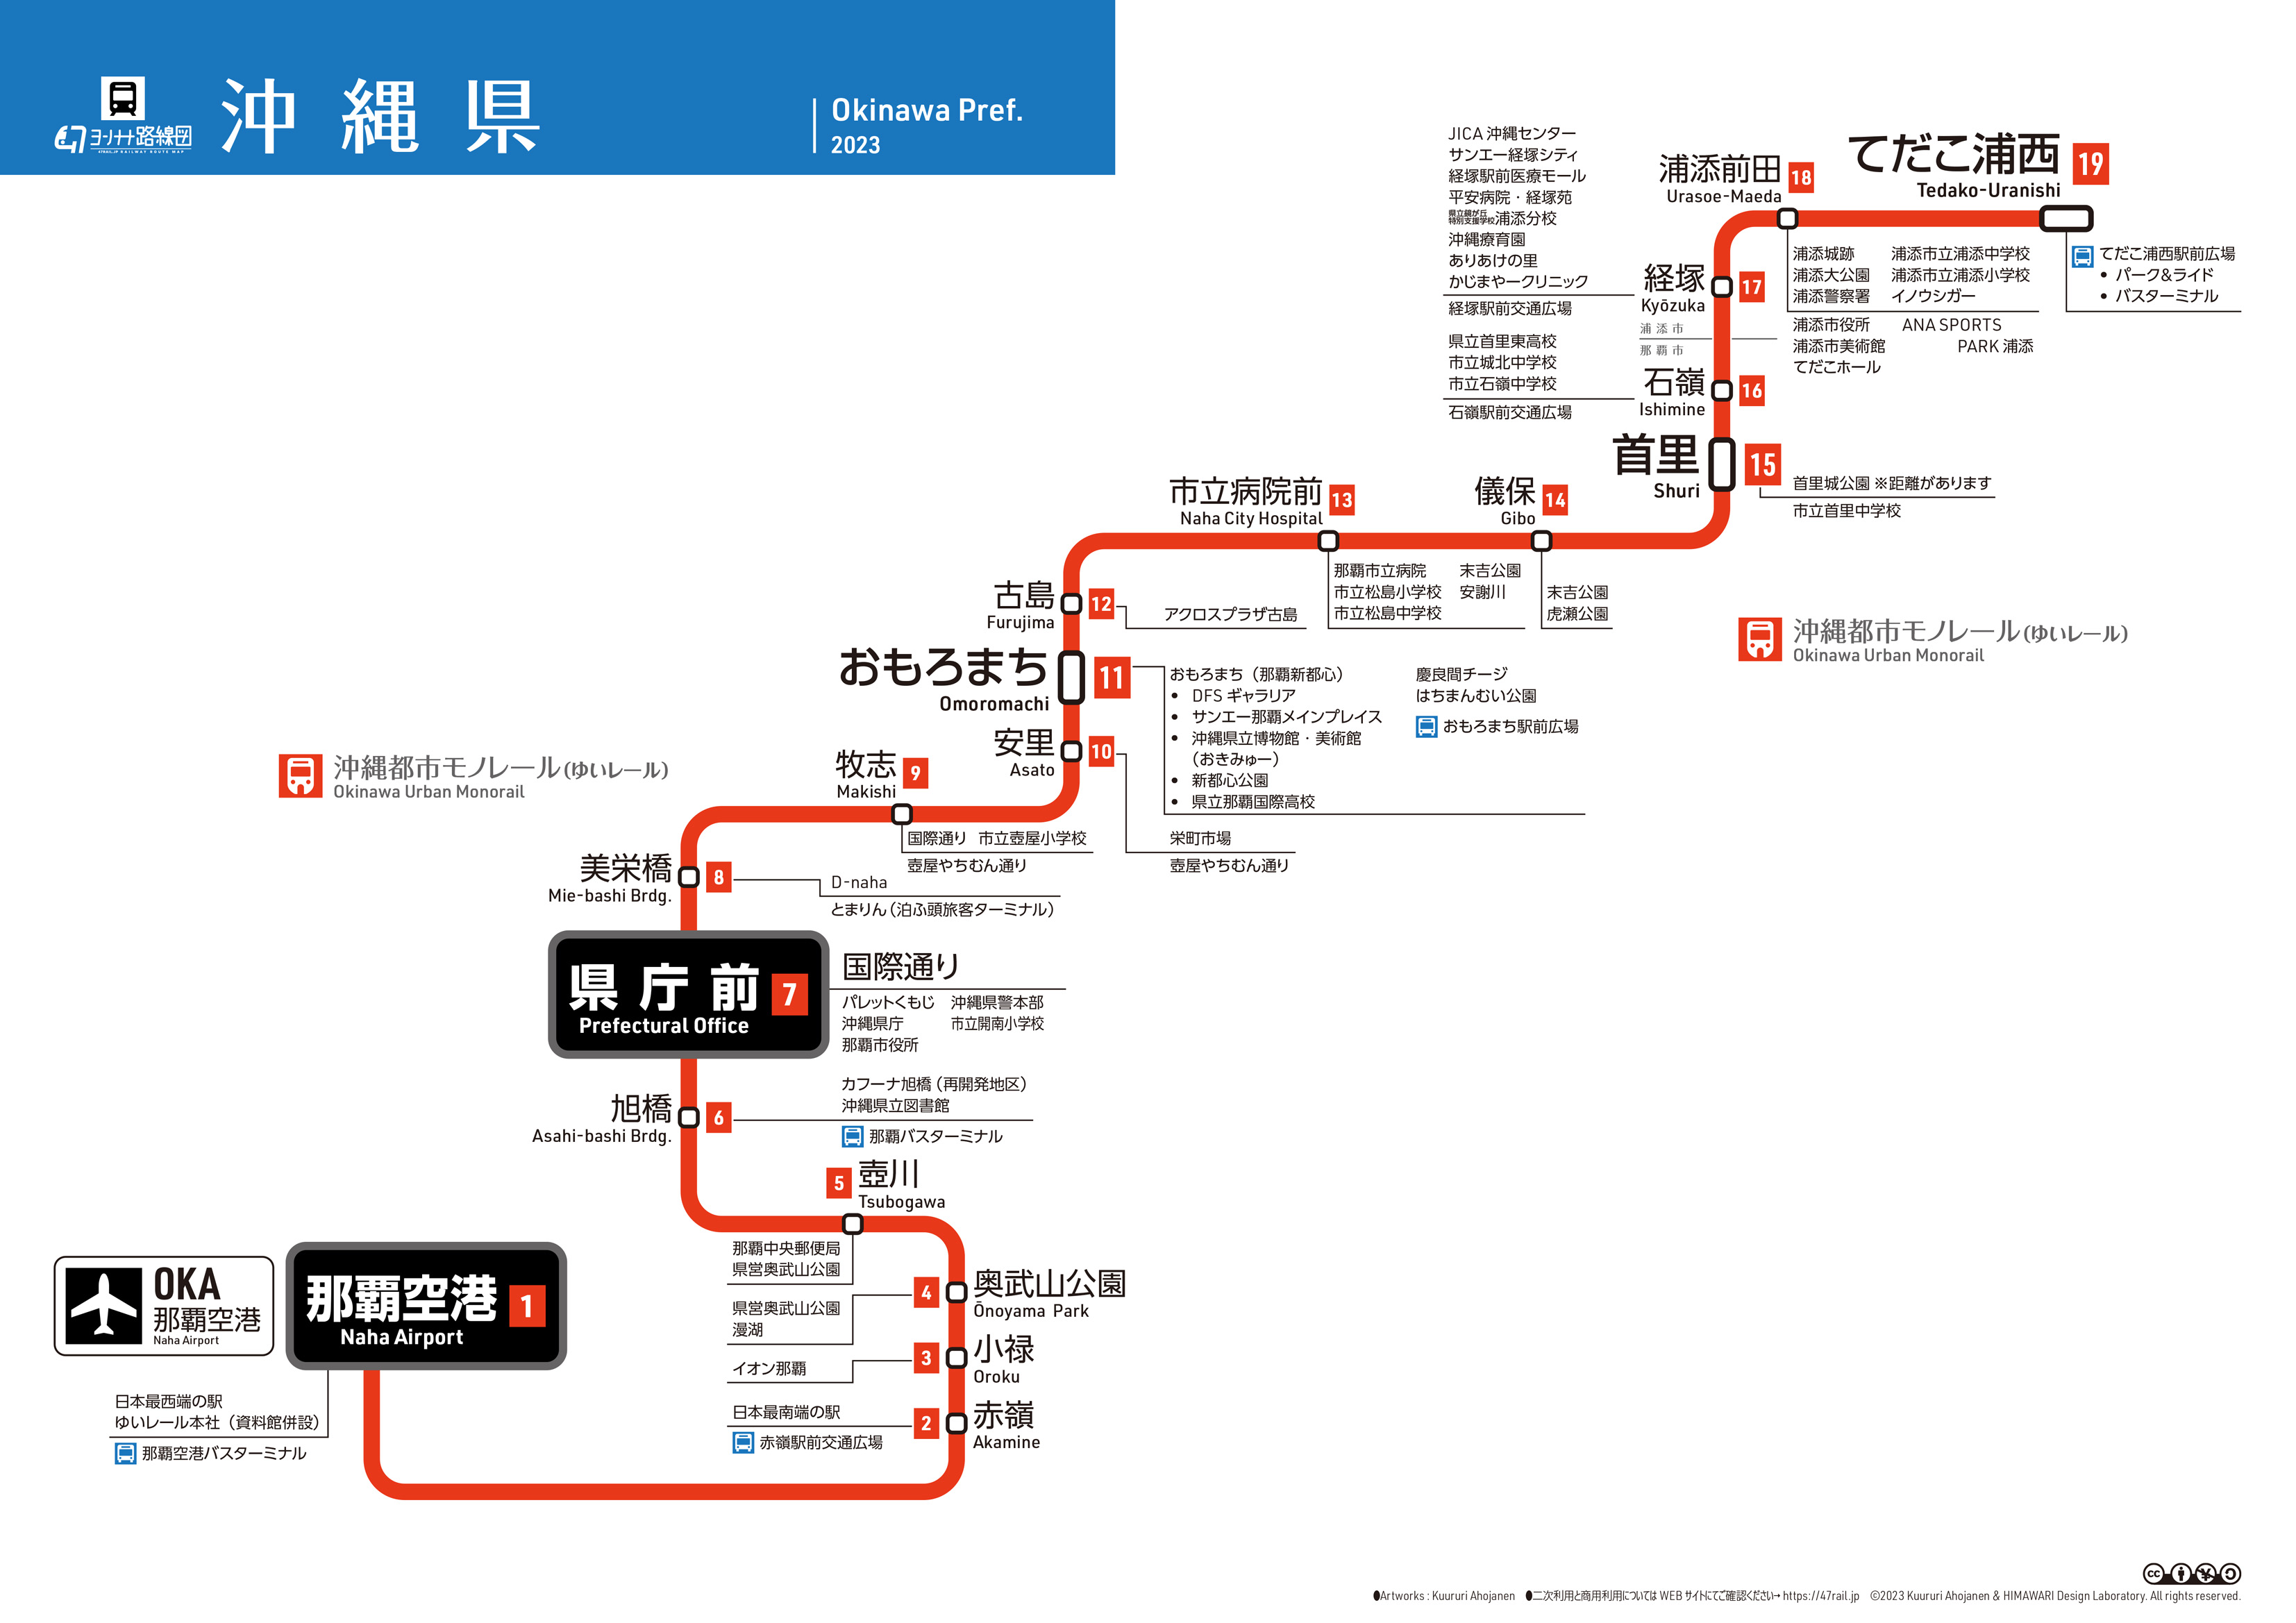 ヨンナナ路線図
47RAIL.JP RAILWAY ROUTE MAP
沖縄県
Okinawa Pref.
2023
てだこ浦西 19
Tedako-Uranishi
てだこ浦西駅前広場
• パーク&ライド
• バスターミナル
浦添前田 18
Urasoe-Maeda
浦添城跡 浦添市立浦添中学校
浦添大公園 浦添市立浦添小学校
浦添警察署 イノウシガー
浦添市役所 ANA SPORTS
浦添市美術館 PARK 浦添
てだこホール
JICA 沖縄センター
サンエー経塚シティ
経塚駅前医療モール
平安病院・経塚苑
浦添分校
沖縄療育園
ありあけの里
かじまやークリニック
経塚駅前交通広場
経塚 17
Kyōzuka
浦添市
那覇市
県立首里東高校
市立城北中学校
市立石嶺中学校
石嶺駅前交通広場
石嶺 16
Ishimine
首里 15
Shuri
首里城公園 ※距離があります
市立首里中学校
儀保 14
Gibo
末吉公園
虎瀬公園
市立病院前 13
Naha City Hospital
那覇市立病院 末吉公園
市立松島小学校 安謝川
市立松島中学校
沖縄都市モノレール(ゆいレール)
Okinawa Urban Monorail
古島 12
Furujima
アクロスプラザ古島
おもろまち 11
Omoromachi
おもろまち（那覇新都心）
• DFS ギャラリア
• サンエー那覇メインプレイス
• 沖縄県立博物館・美術館
（おきみゅー）
• 新都心公園
• 県立那覇国際高校
慶良間チージ
はちまんむい公園
おもろまち駅前広場
安里 10
Asato
栄町市場
壺屋やちむん通り
牧志 9
Makishi
国際通り 市立壺屋小学校
壺屋やちむん通り
沖縄都市モノレール(ゆいレール)
Okinawa Urban Monorail
美栄橋 8
Mie-bashi Brdg.
D-naha
とまりん（泊ふ頭旅客ターミナル）
県庁前 7
Prefectural Office
国際通り
パレットくもじ 沖縄県警本部
沖縄県庁 市立開南小学校
那覇市役所
旭橋 6
Asahi-bashi Brdg.
カフーナ旭橋（再開発地区）
沖縄県立図書館
那覇バスターミナル
5 壺川
Tsubogawa
那覇中央郵便局
県営奥武山公園
4 奥武山公園
Ōnoyama Park
県営奥武山公園
漫湖
3 小禄
Oroku
イオン那覇
2 赤嶺
Akamine
日本最南端の駅
赤嶺駅前交通広場
OKA
那覇空港
Naha Airport
那覇空港 1
Naha Airport
日本最西端の駅
ゆいレール本社（資料館併設）
那覇空港バスターミナル
cc
●Artworks : Kuururi Ahojanen ●二次利用と商用利用については WEB サイトにてご確認ください→ https://47rail.jp ©2023 Kuururi Ahojanen & HIMAWARI Design Laboratory. All rights reserved.